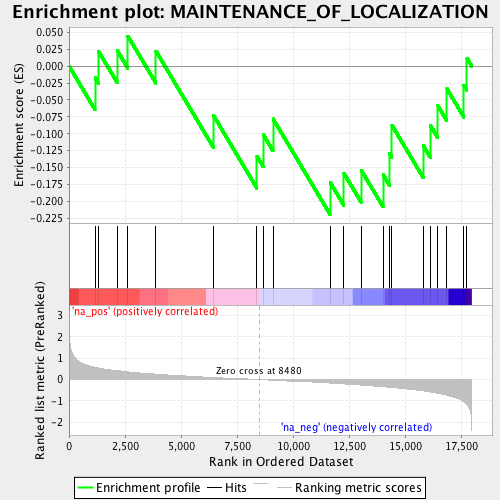 Enrichment plot: MAINTENANCE_OF_LOCALIZATION
Enrichment score (ES)
0.050
0.025
0.000
-0.025
-0.050
-0.075
-0.100
-0.125
-0.150
-0.175
-0.200
-0.225
'na_pos' (positively correlated)
Ranked list metric (PreRanked)
3
2
1
0
-1
-2
Zero cross at 8480
'na_neg' (negatively correlated)
0 2,500 5,000 7,500 10,000 12,500 15,000 17,500
Rank in Ordered Dataset
Enrichment profile Hits Ranking metric scores